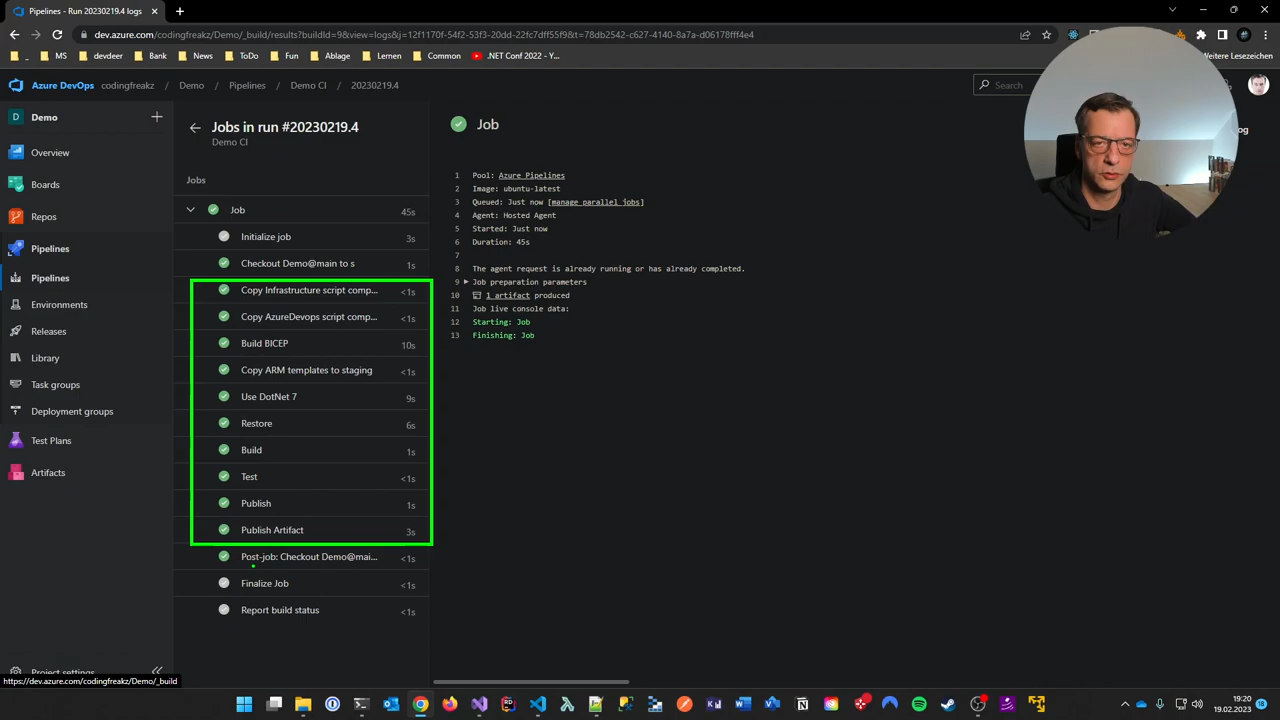 Pipelines - Run 20230219.4 logs
dev.azure.com/codingfreakz/Demo/_build/results?buildId=9&view=logs&j=12f1170f-54f2-53f3-20dd-22fc7dff55f9&t=78db2542-c627-4140-8a7a-d06178fff4e4
MS devdeer Bank News ToDo Fun Ablage Lernen Common .NET Conf 2022 - Y... Weitere Lesezeichen
Azure DevOps codingfreakz / Demo / Pipelines / Demo CI / 20230219.4
Search
D Demo
Overview
Boards
Repos
Pipelines
Pipelines
Environments
Releases
Library
Task groups
Deployment groups
Test Plans
Artifacts
Project settings
https://dev.azure.com/codingfreakz/Demo/_build
Jobs in run #20230219.4
Demo CI
Jobs
Job 45s
Initialize job 3s
Checkout Demo@main to s 1s
Copy Infrastructure script comp... <1s
Copy AzureDevops script comp... <1s
Build BICEP 10s
Copy ARM templates to staging <1s
Use DotNet 7 9s
Restore 6s
Build 1s
Test <1s
Publish 1s
Publish Artifact 3s
Post-job: Checkout Demo@mai... <1s
Finalize Job <1s
Report build status <1s
Job
1 Pool: Azure Pipelines
2 Image: ubuntu-latest
3 Queued: Just now [manage parallel jobs]
4 Agent: Hosted Agent
5 Started: Just now
6 Duration: 45s
7
8 The agent request is already running or has already completed.
9 Job preparation parameters
10 1 artifact produced
11 Job live console data:
12 Starting: Job
13 Finishing: Job
19:20
19.02.2023